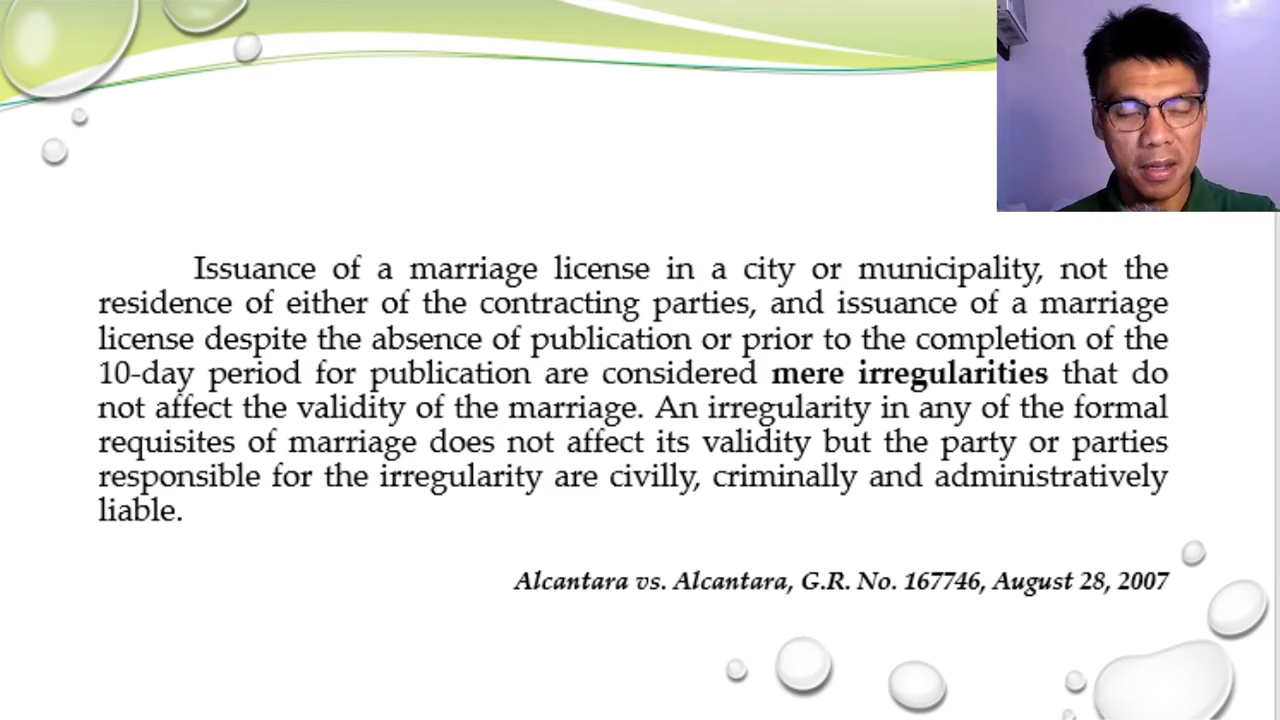 Issuance of a marriage license in a city or municipality, not the
residence of either of the contracting parties, and issuance of a marriage
license despite the absence of publication or prior to the completion of the
10-day period for publication are considered mere irregularities that do
not affect the validity of the marriage. An irregularity in any of the formal
requisites of marriage does not affect its validity but the party or parties
responsible for the irregularity are civilly, criminally and administratively
liable.
Alcantara vs. Alcantara, G.R. No. 167746, August 28, 2007